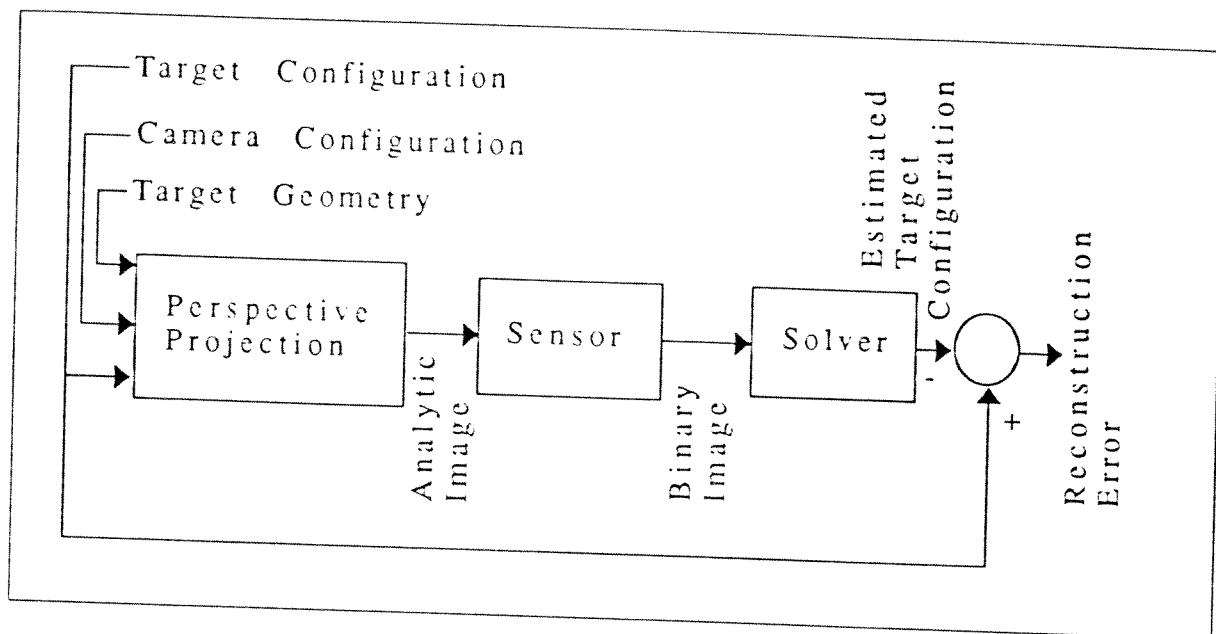 Target Configuration
Camera Configuration
Target Geometry
Perspective
Projection
Analytic
Image
Sensor
Binary
Image
Solver
Estimated
Target
Configuration
-
+
Reconstruction
Error